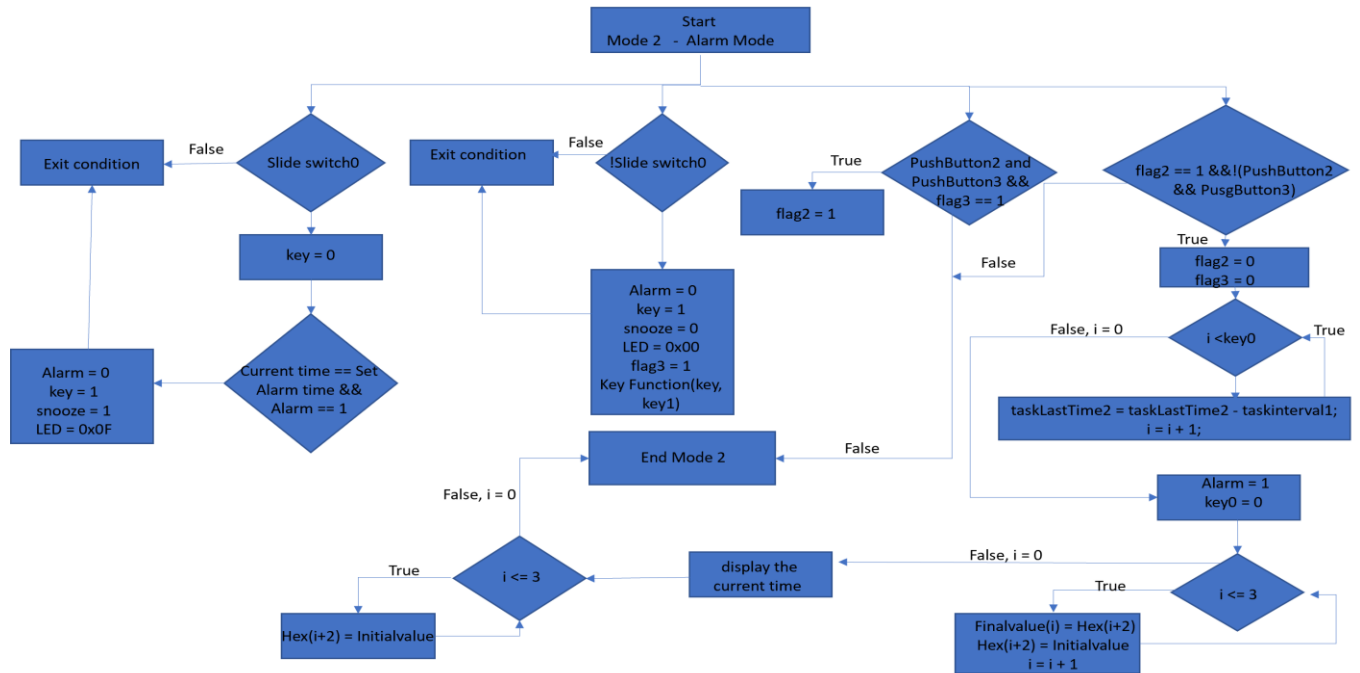 Start
Mode 2 - Alarm Mode
False
Exit condition
Slide switch0
False
Exit condition
!Slide switch0
True
PushButton2 and
PushButton3 &&
flag3 == 1
flag2 == 1 &&!(PushButton2
&& PusgButton3)
flag2 = 1
key = 0
True
False
flag2 = 0
flag3 = 0
Alarm = 0
key = 1
snooze = 0
LED = 0x00
flag3 = 1
Key Function(key,
key1)
False, i = 0
i <key0
True
Alarm = 0
key = 1
snooze = 1
LED = 0x0F
Current time == Set
Alarm time &&
Alarm == 1
taskLastTime2 = taskLastTime2 - taskinterval1;
i = i + 1;
End Mode 2
False
False, i = 0
Alarm = 1
key0 = 0
True
i <= 3
display the
current time
False, i = 0
True
i <= 3
Hex(i+2) = Initialvalue
Finalvalue(i) = Hex(i+2)
Hex(i+2) = Initialvalue
i = i + 1